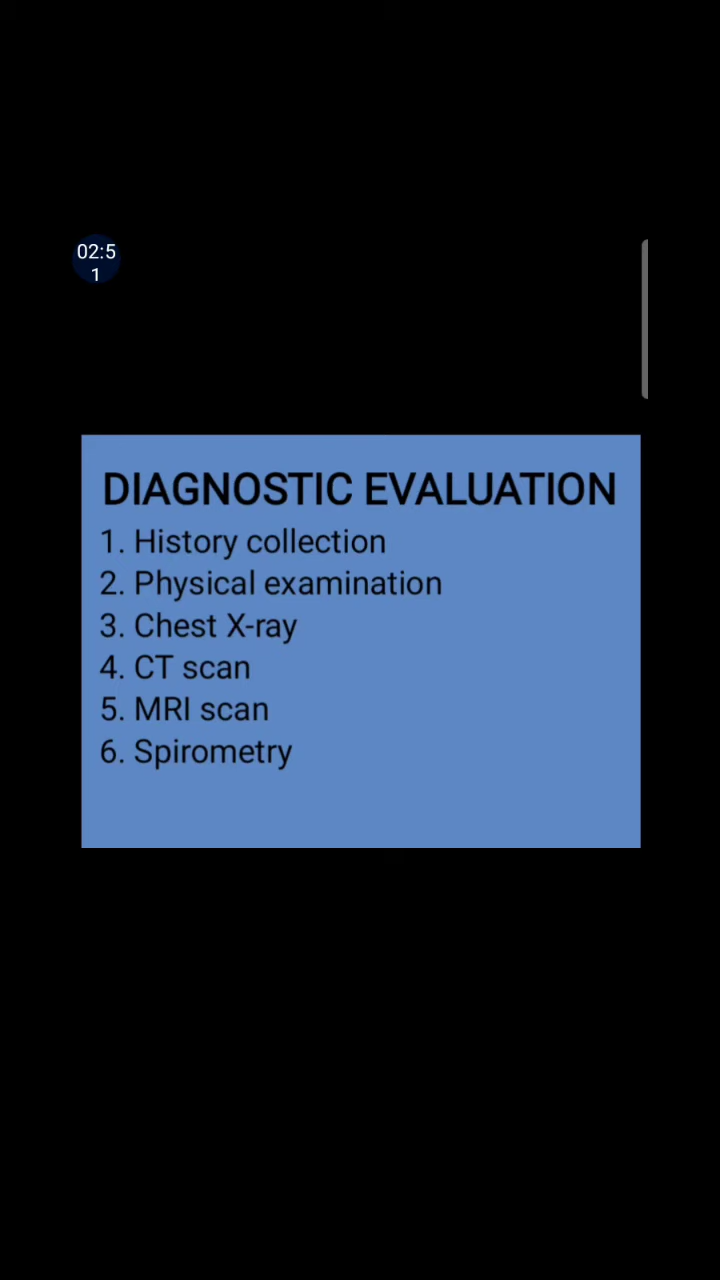 02:5
1
DIAGNOSTIC EVALUATION
1. History collection
2. Physical examination
3. Chest X-ray
4. CT scan
5. MRI scan
6. Spirometry